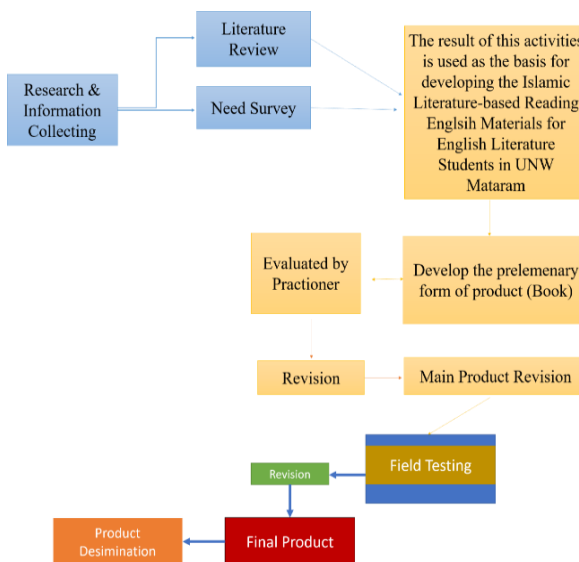 Literature
Review
Research &
Information
Collecting
Need Survey
The result of this activities
is used as the basis for
developing the Islamic
Literature-based Reading
Englsih Materials for
English Literature
Students in UNW
Mataram
Evaluated by
Practioner
Develop the prelemenary
form of product (Book)
Revision
Main Product Revision
Field Testing
Revision
Product
Desimination
Final Product